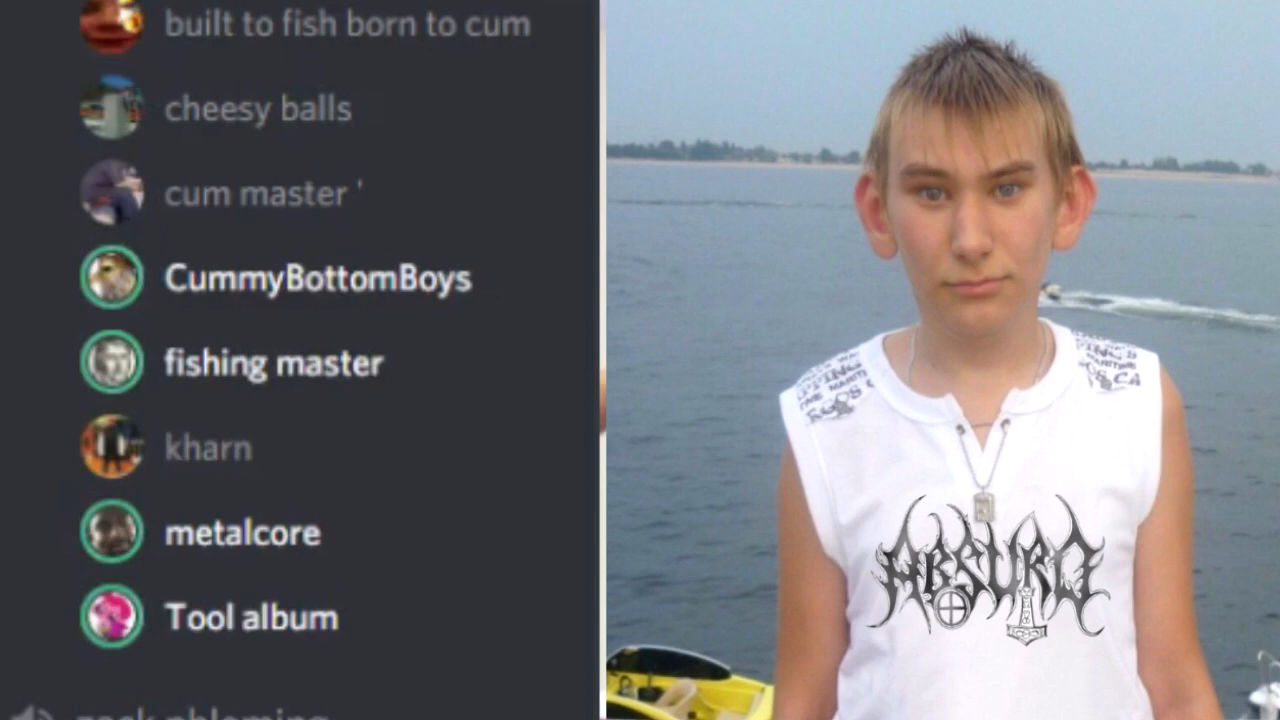 built to fish born to cum
cheesy balls
cum master '
CummyBottomBoys
fishing master
kharn
metalcore
Tool album
ABSURD